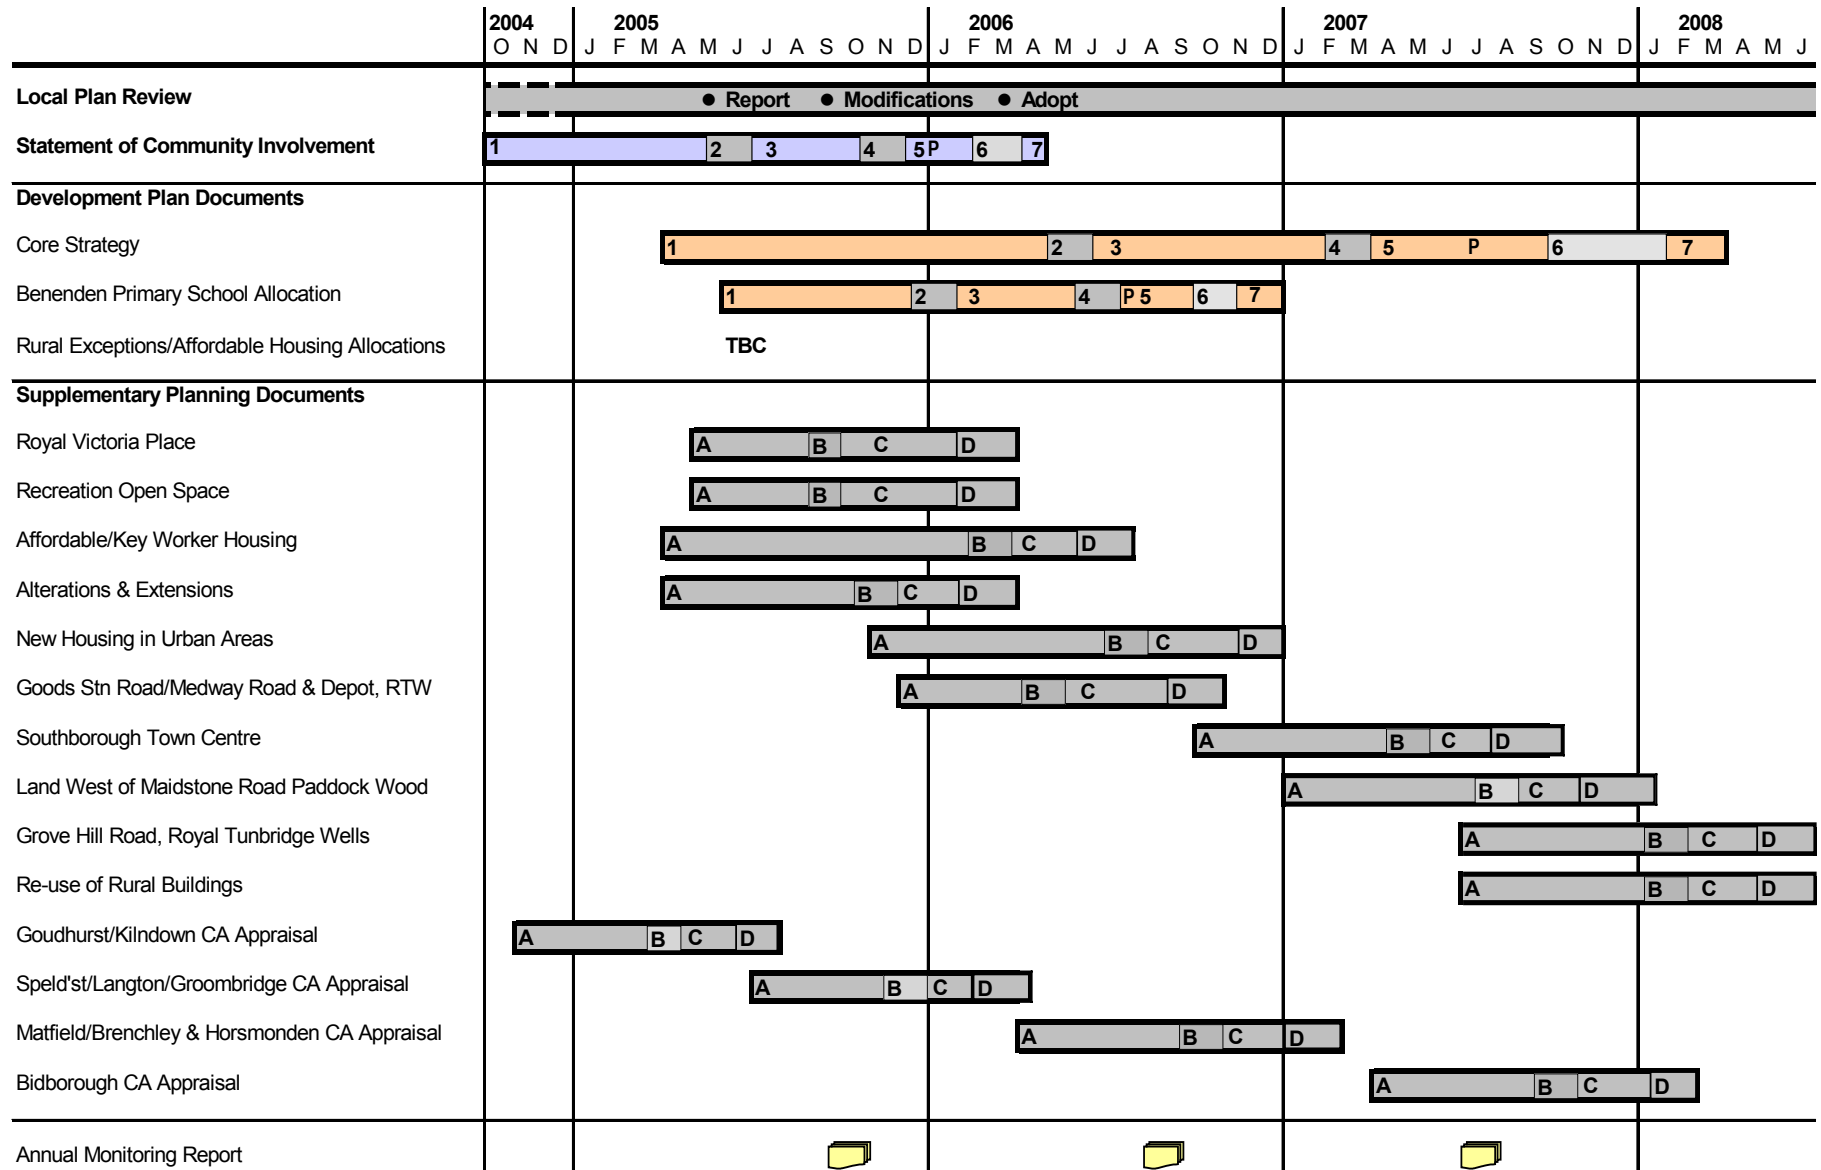 2004 2005 2006 2007 2008
O N D J F M A M J J A S O N D J F M A M J J A S O N D J F M A M J J A S O N D J F M A M J
Local Plan Review ● Report ● Modifications ● Adopt
Statement of Community Involvement 1 2 3 4 5 P 6 7
Development Plan Documents
Core Strategy 1 2 3 4 5 P 6 7
Benenden Primary School Allocation 1 2 3 4 P 5 6 7
Rural Exceptions/Affordable Housing Allocations TBC
Supplementary Planning Documents
Royal Victoria Place A B C D
Recreation Open Space A B C D
Affordable/Key Worker Housing A B C D
Alterations & Extensions A B C D
New Housing in Urban Areas A B C D
Goods Stn Road/Medway Road & Depot, RTW A B C D
Southborough Town Centre A B C D
Land West of Maidstone Road Paddock Wood A B C D
Grove Hill Road, Royal Tunbridge Wells A B C D
Re-use of Rural Buildings A B C D
Goudhurst/Kilndown CA Appraisal A B C D
Speld'st/Langton/Groombridge CA Appraisal A B C D
Matfield/Brenchley & Horsmonden CA Appraisal A B C D
Bidborough CA Appraisal A B C D
Annual Monitoring Report